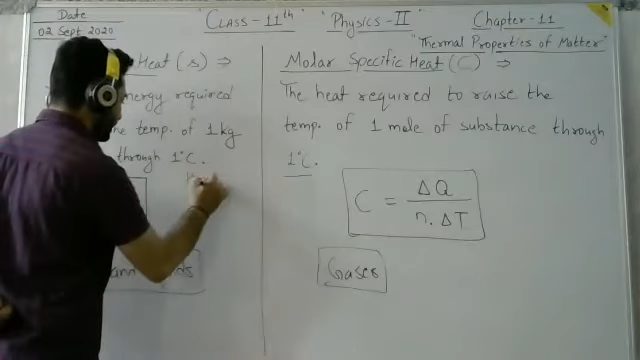 Date
02 Sept 2020
"CLASS-11th "Physics-II" Chapter-11
"Thermal Properties of Matter"
Heat (s) ⇒
energy required
temp. of 1 kg
through 1°C.
Molar Specific Heat (C) ⇒
The heat required to raise the
temp. of 1 mole of substance through
1°C.
C = ΔQ / n. ΔT
Gases